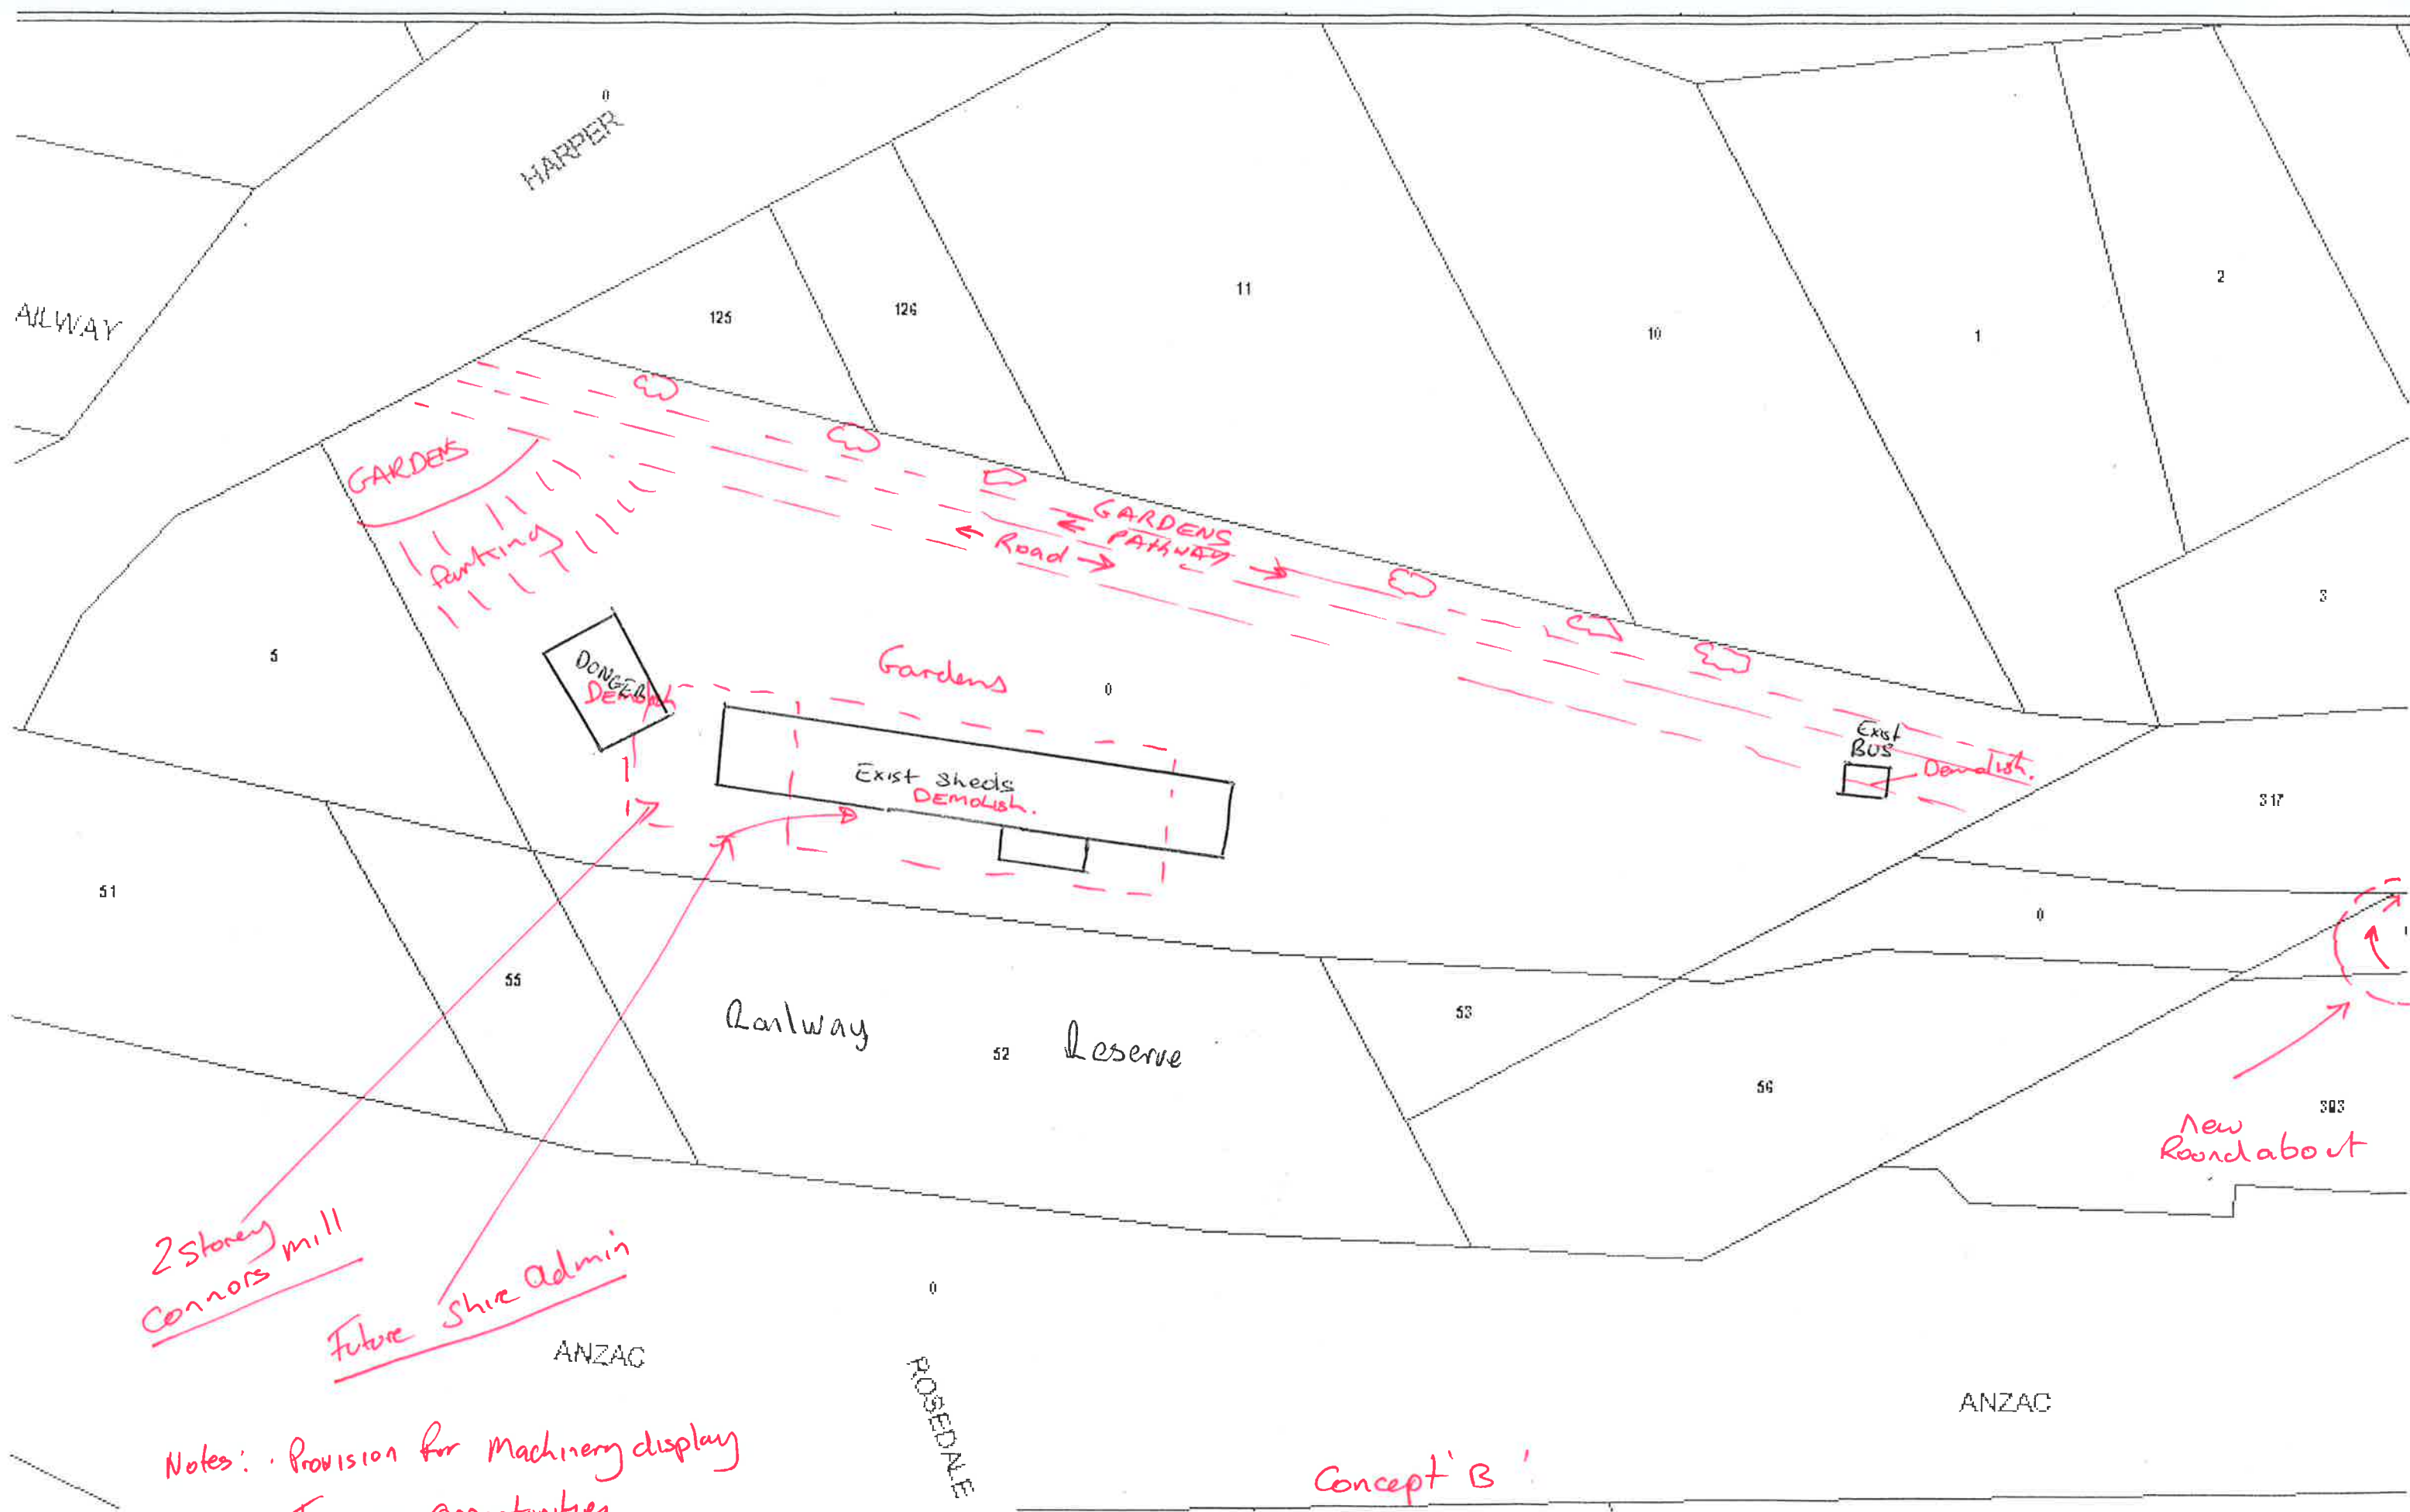 0
HARPER
AILWAY
125
126
11
10
1
2
3
5
GARDENS
Parking
GARDENS
PATHWAY
Road
Gardens
0
DONGER
Demolish
Exist Sheds
DEMOLISH.
Exist
BUS
Demolish.
317
0
51
55
Railway 52 Reserve
53
56
303
New
Roundabout
2 Storey
Connors mill
Future Shire admin
0
ANZAC
ROSEDALE
ANZAC
Notes: . Provision for Machinery display
Concept 'B'